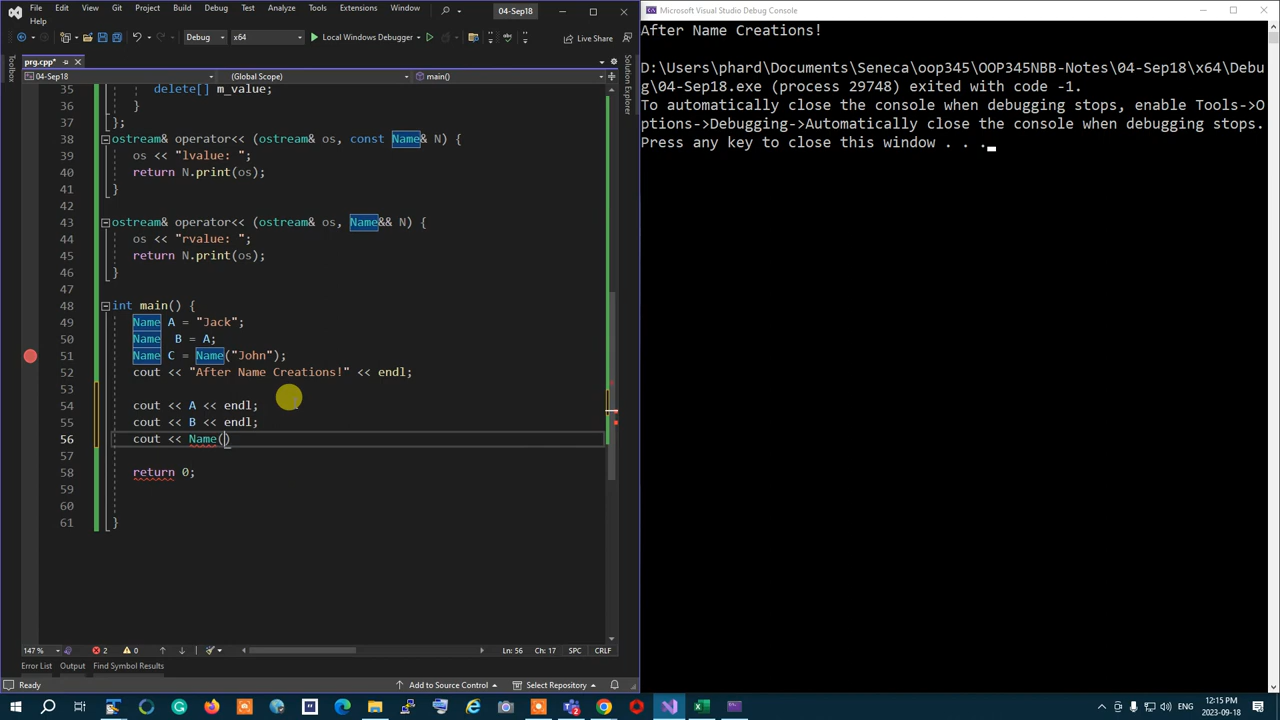 File Edit View Git Project Build Debug Test Analyze Tools Extensions Window Help 04-Sep18
Debug x64 Local Windows Debugger Live Share
prg.cpp*
04-Sep18 (Global Scope) main()
Toolbox
Solution Explorer
35 delete[] m_value;
36 }
37 };
38 ostream& operator<< (ostream& os, const Name& N) {
39 os << "lvalue: ";
40 return N.print(os);
41 }
42
43 ostream& operator<< (ostream& os, Name&& N) {
44 os << "rvalue: ";
45 return N.print(os);
46 }
47
48 int main() {
49 Name A = "Jack";
50 Name B = A;
51 Name C = Name("John");
52 cout << "After Name Creations!" << endl;
53
54 cout << A << endl;
55 cout << B << endl;
56 cout << Name()
57
58 return 0;
59
60
61 }
147 % 2 0 Ln: 56 Ch: 17 SPC CRLF
Error List Output Find Symbol Results
Ready Add to Source Control Select Repository
Microsoft Visual Studio Debug Console
After Name Creations!
D:\Users\phard\Documents\Seneca\oop345\OOP345NBB-Notes\04-Sep18\x64\Debu
g\04-Sep18.exe (process 29748) exited with code -1.
To automatically close the console when debugging stops, enable Tools->O
ptions->Debugging->Automatically close the console when debugging stops.
Press any key to close this window . . .
ENG 12:15 PM
2023-09-18